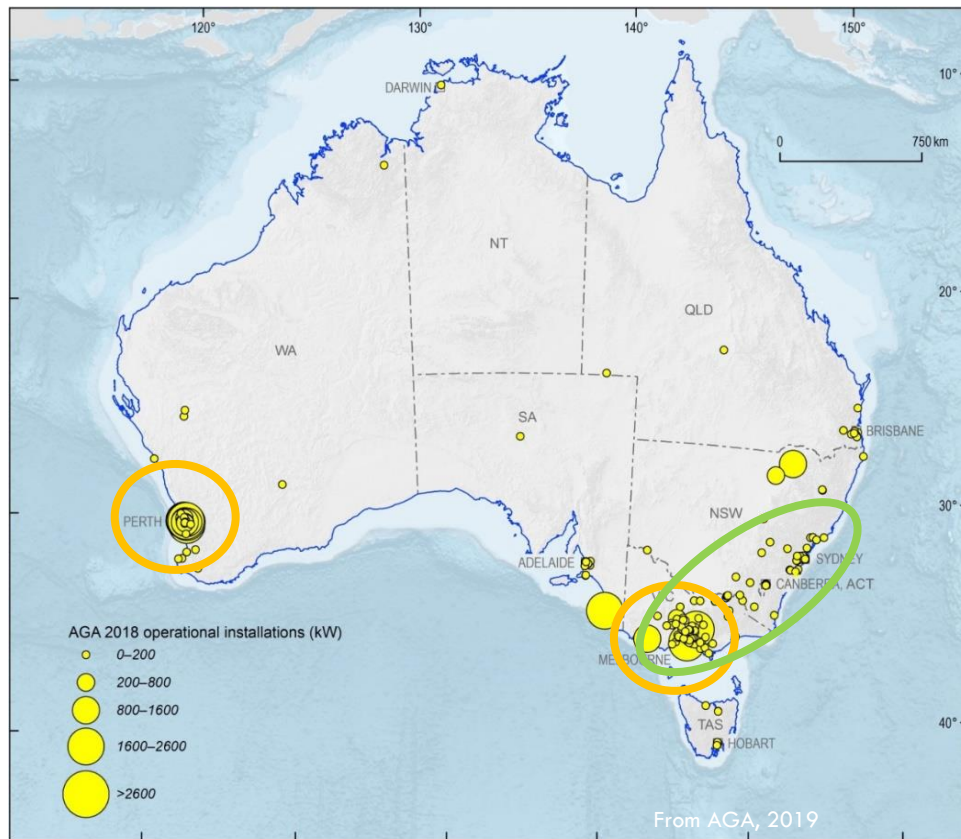 120°
130°
140°
150°
DARWIN
10°
0
750 km
NT
20°
QLD
WA
SA
BRISBANE
30°
PERTH
NSW
ADELAIDE
SYDNEY
CANBERRA, ACT
AGA 2018 operational installations (kW)
0–200
MELBOURNE
200–800
800–1600
TAS
40°
1600–2600
HOBART
>2600
From AGA, 2019